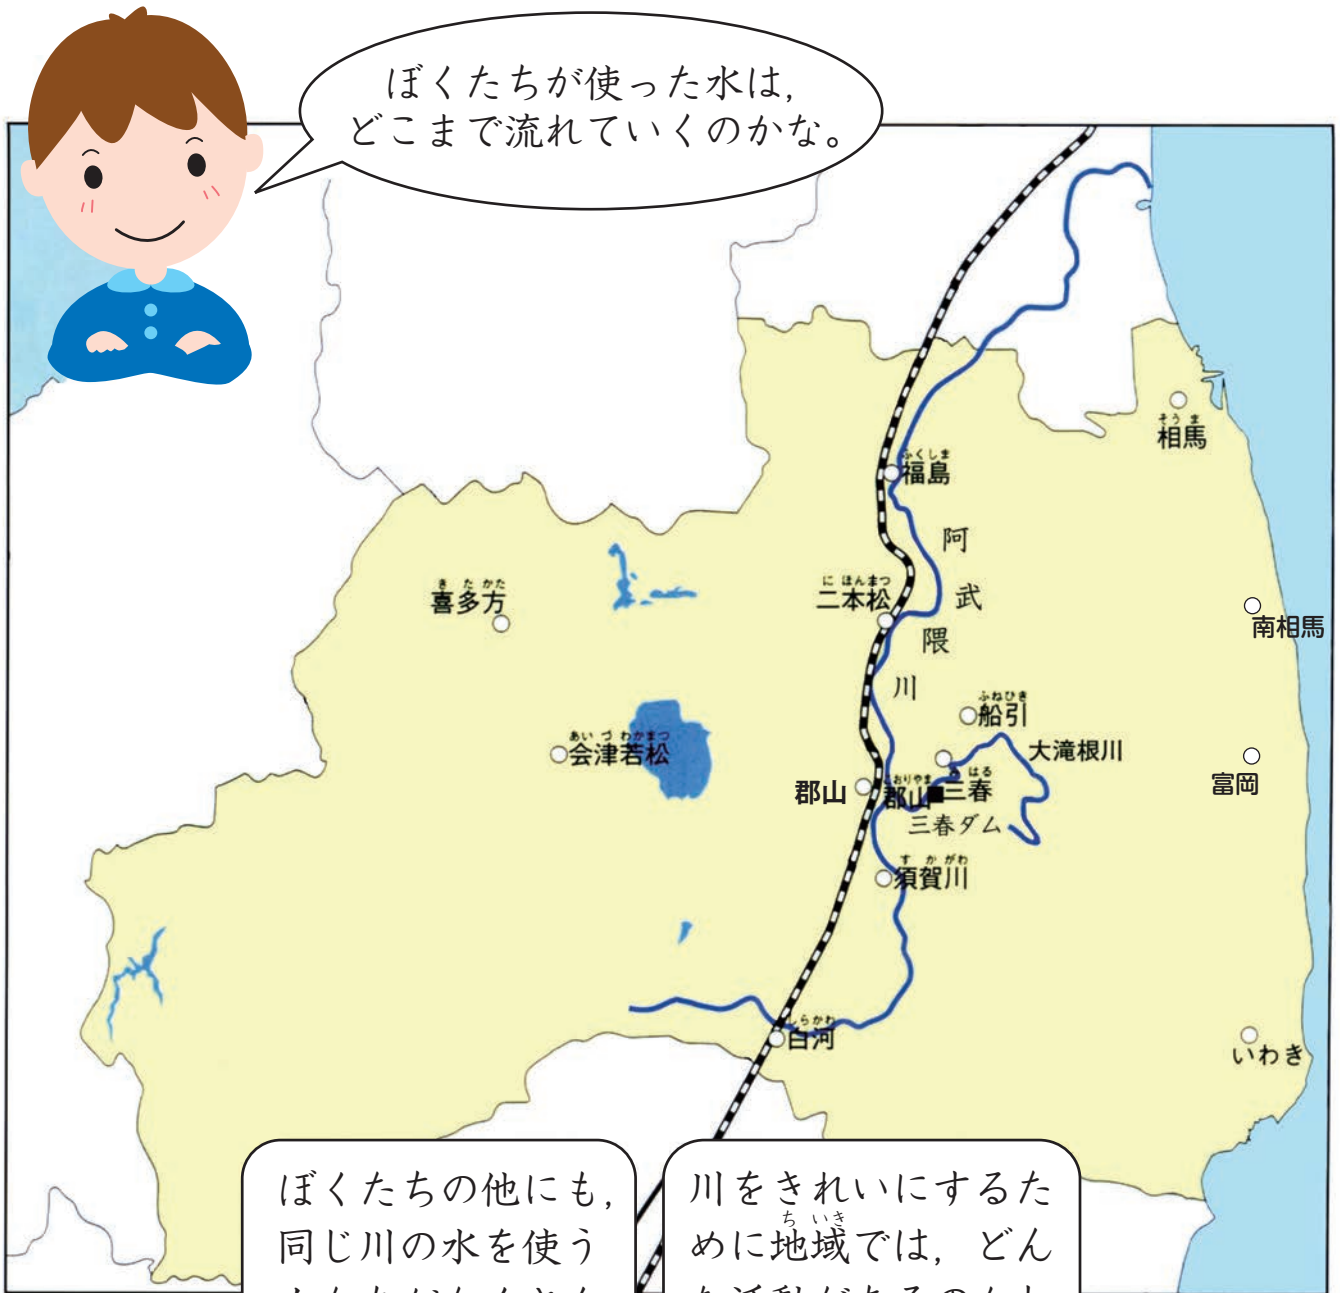 ぼくたちが使った水は,
どこまで流れていくのかな。
そうま
相馬
ふくしま
福島
阿
武
隈
川
きたかた
喜多方
にほんまつ
二本松
南相馬
ふねひき
船引
あいづわかまつ
会津若松
大滝根川
郡山
こおりやま
郡山
みはる
三春
富岡
三春ダム
すかがわ
須賀川
しらかわ
白河
いわき
ぼくたちの他にも,
同じ川の水を使う
川をきれいにするた
ちいき
めに地域では,どん